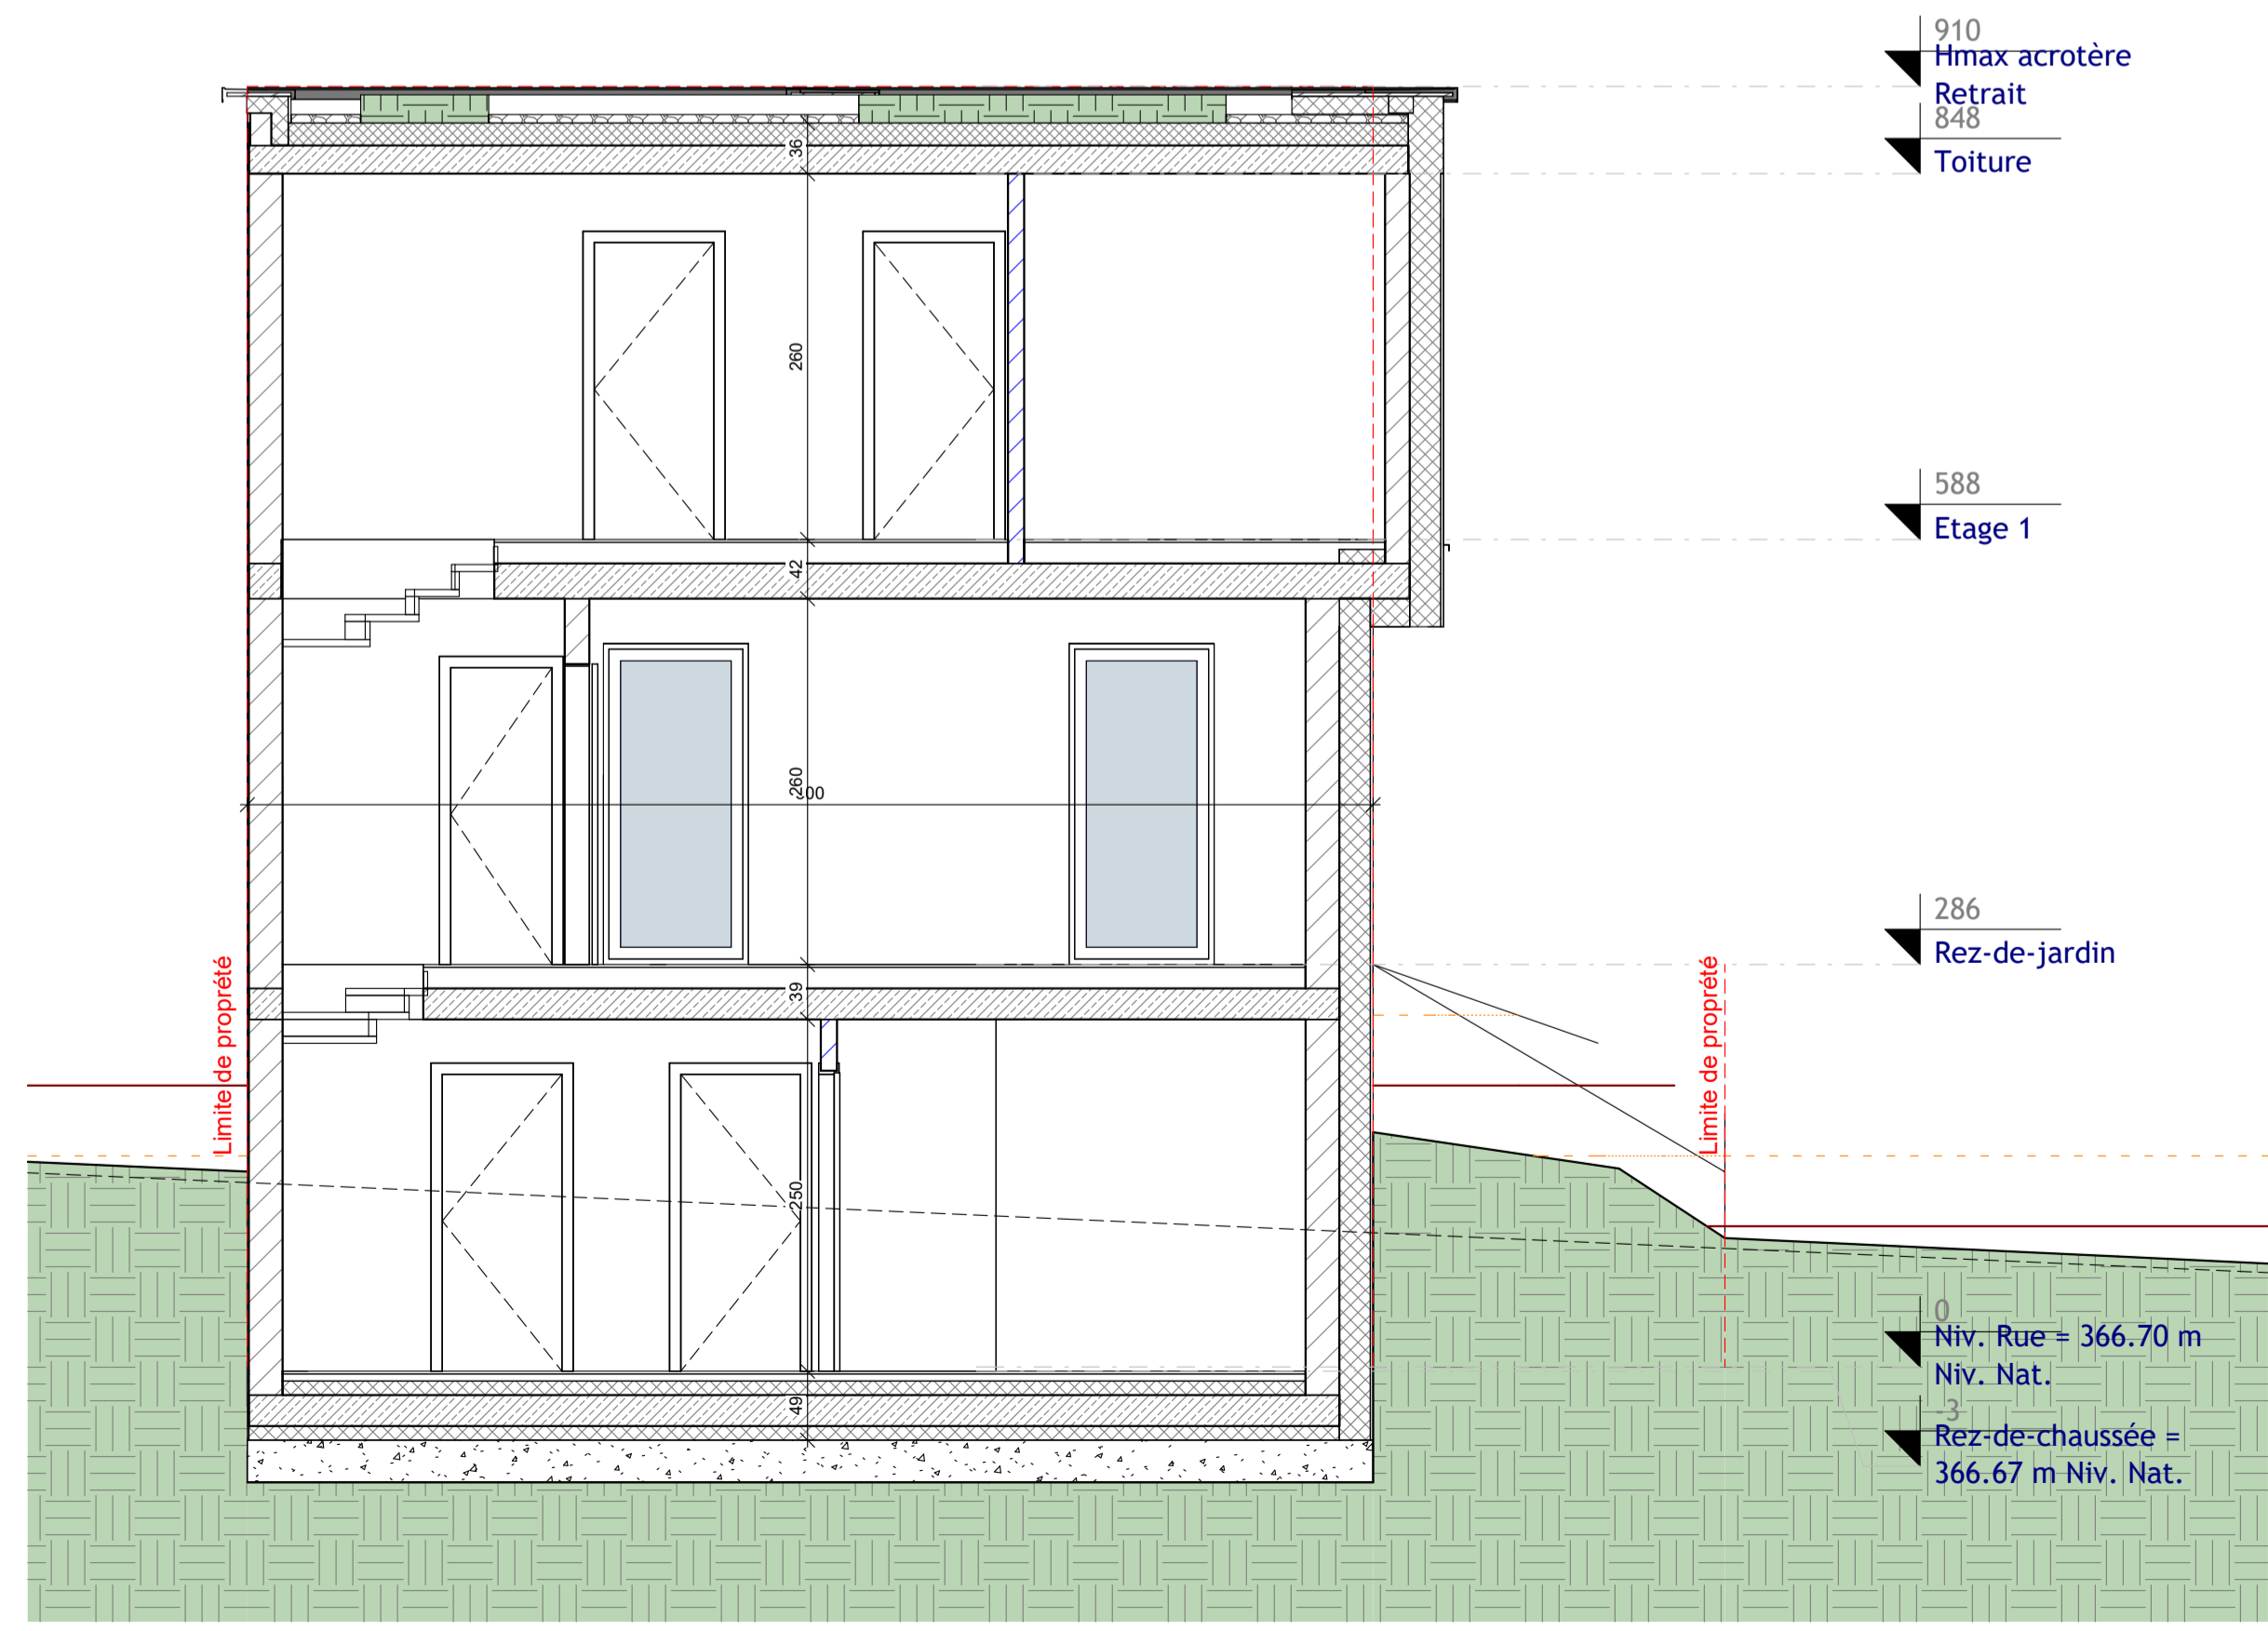 910
Hmax acrotère
Retrait
848
Toiture
36
260
588
Etage 1
42
260
286
Rez-de-jardin
39
Limite de proprété
Limite de proprété
250
0
Niv. Rue = 366.70 m
Niv. Nat.
49
-3
Rez-de-chaussée =
366.67 m Niv. Nat.